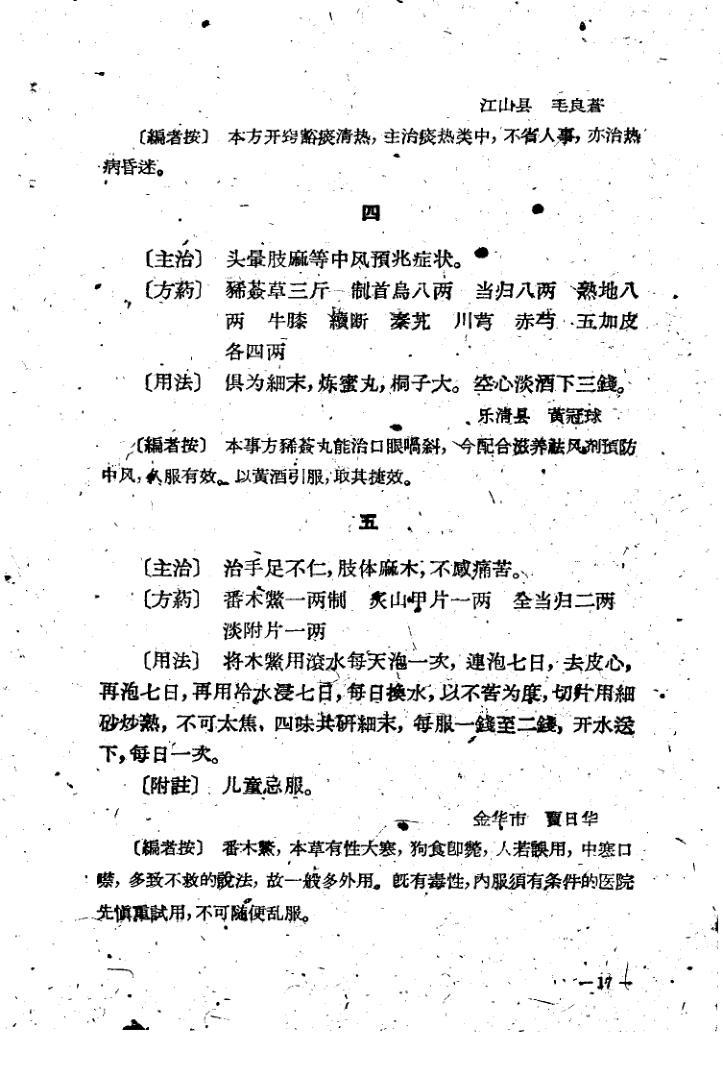 江山县　毛良蒼
〔編者按〕　本方开窍豁痰清热，主治痰热类中，不省人事，亦治热
病昏迷。
四
〔主治〕　头暈肢麻等中风預兆症状。
〔方葯〕　豨薟草三斤　制首烏八两　当归八两　熟地八
两　牛膝　續断　秦艽　川芎　赤芍　五加皮
各四两
〔用法〕　俱为細末，炼蜜丸，桐子大。空心淡酒下三錢。
乐清县　黃冠球
〔編者按〕　本事方豨薟丸能治口眼喎斜，今配合滋养祛风剂預防
中风，久服有效。以黃酒引服，取其捷效。
五
〔主治〕　治手足不仁，肢体麻木，不感痛苦。
〔方葯〕　番木鱉一两制　炙山甲片一两　全当归二两
淡附片一两
〔用法〕　将木鱉用滾水每天泡一次，連泡七日，去皮心，
再泡七日，再用冷水浸七日，每日換水，以不苦为度，切片用細
砂炒熟，不可太焦，四味共研細末，每服一錢至二錢，开水送
下，每日一次。
〔附註〕　儿童忌服。
金华市　賈日华
〔編者按〕　番木鱉，本草有性大寒，狗食卽斃，人若誤用，中寒口
噤，多致不救的說法，故一般多外用。既有毒性，內服須有条件的医院
先慎重試用，不可随便乱服。
—17—